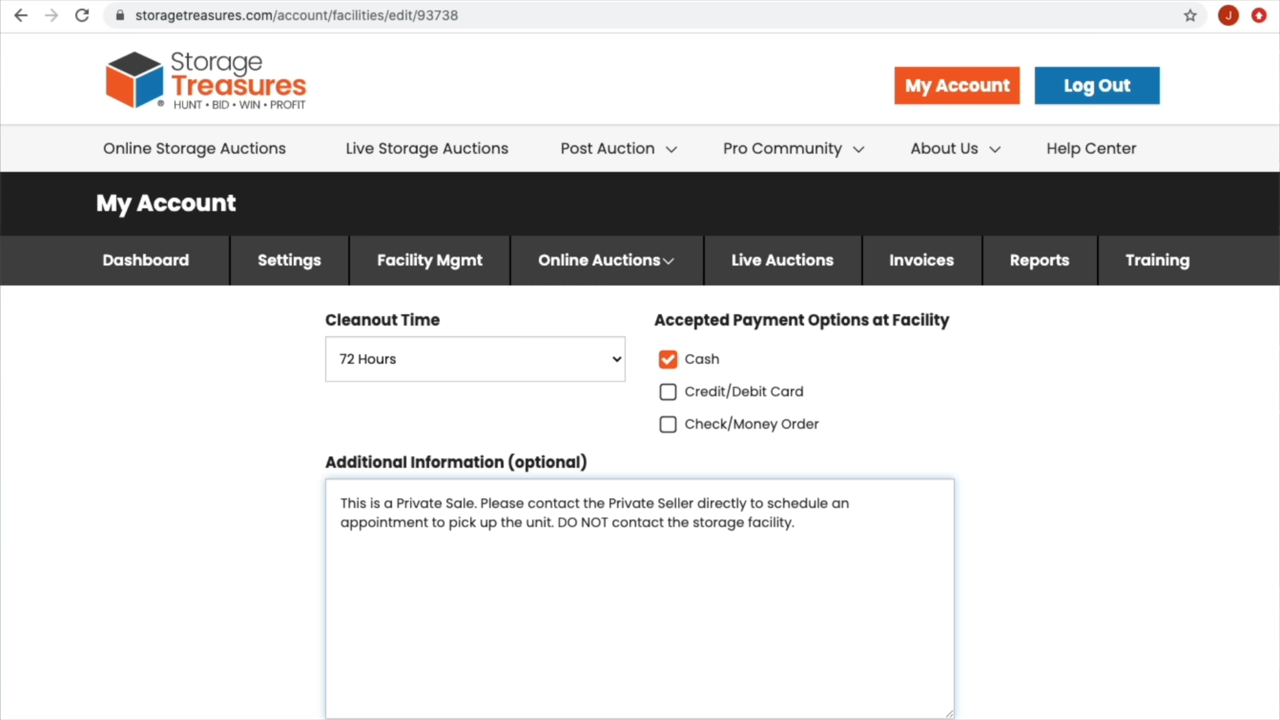 storagetreasures.com/account/facilities/edit/93738
J
Storage
Treasures
HUNT • BID • WIN • PROFIT
®
My Account
Log Out
Online Storage Auctions
Live Storage Auctions
Post Auction
Pro Community
About Us
Help Center
My Account
Dashboard
Settings
Facility Mgmt
Online Auctions
Live Auctions
Invoices
Reports
Training
Cleanout Time
72 Hours
Accepted Payment Options at Facility
Cash
Credit/Debit Card
Check/Money Order
Additional Information (optional)
This is a Private Sale. Please contact the Private Seller directly to schedule an
appointment to pick up the unit. DO NOT contact the storage facility.